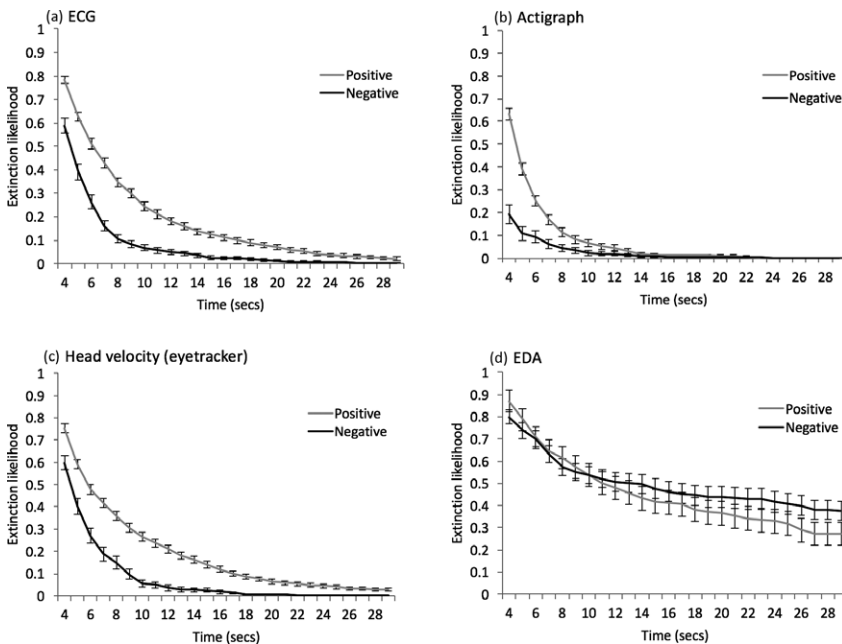 (a) ECG
1
0.9
0.8
0.7
0.6
0.5
0.4
0.3
0.2
0.1
0
Extinction likelihood
Positive
Negative
4 6 8 10 12 14 16 18 20 22 24 26 28
Time (secs)
(b) Actigraph
1
0.9
0.8
0.7
0.6
0.5
0.4
0.3
0.2
0.1
0
Extinction likelihood
Positive
Negative
4 6 8 10 12 14 16 18 20 22 24 26 28
Time (secs)
(c) Head velocity (eyetracker)
1
0.9
0.8
0.7
0.6
0.5
0.4
0.3
0.2
0.1
0
Extinction likelihood
Positive
Negative
4 6 8 10 12 14 16 18 20 22 24 26 28
Time (secs)
(d) EDA
1
0.9
0.8
0.7
0.6
0.5
0.4
0.3
0.2
0.1
0
Extinction likelihood
Positive
Negative
4 6 8 10 12 14 16 18 20 22 24 26 28
Time (secs)